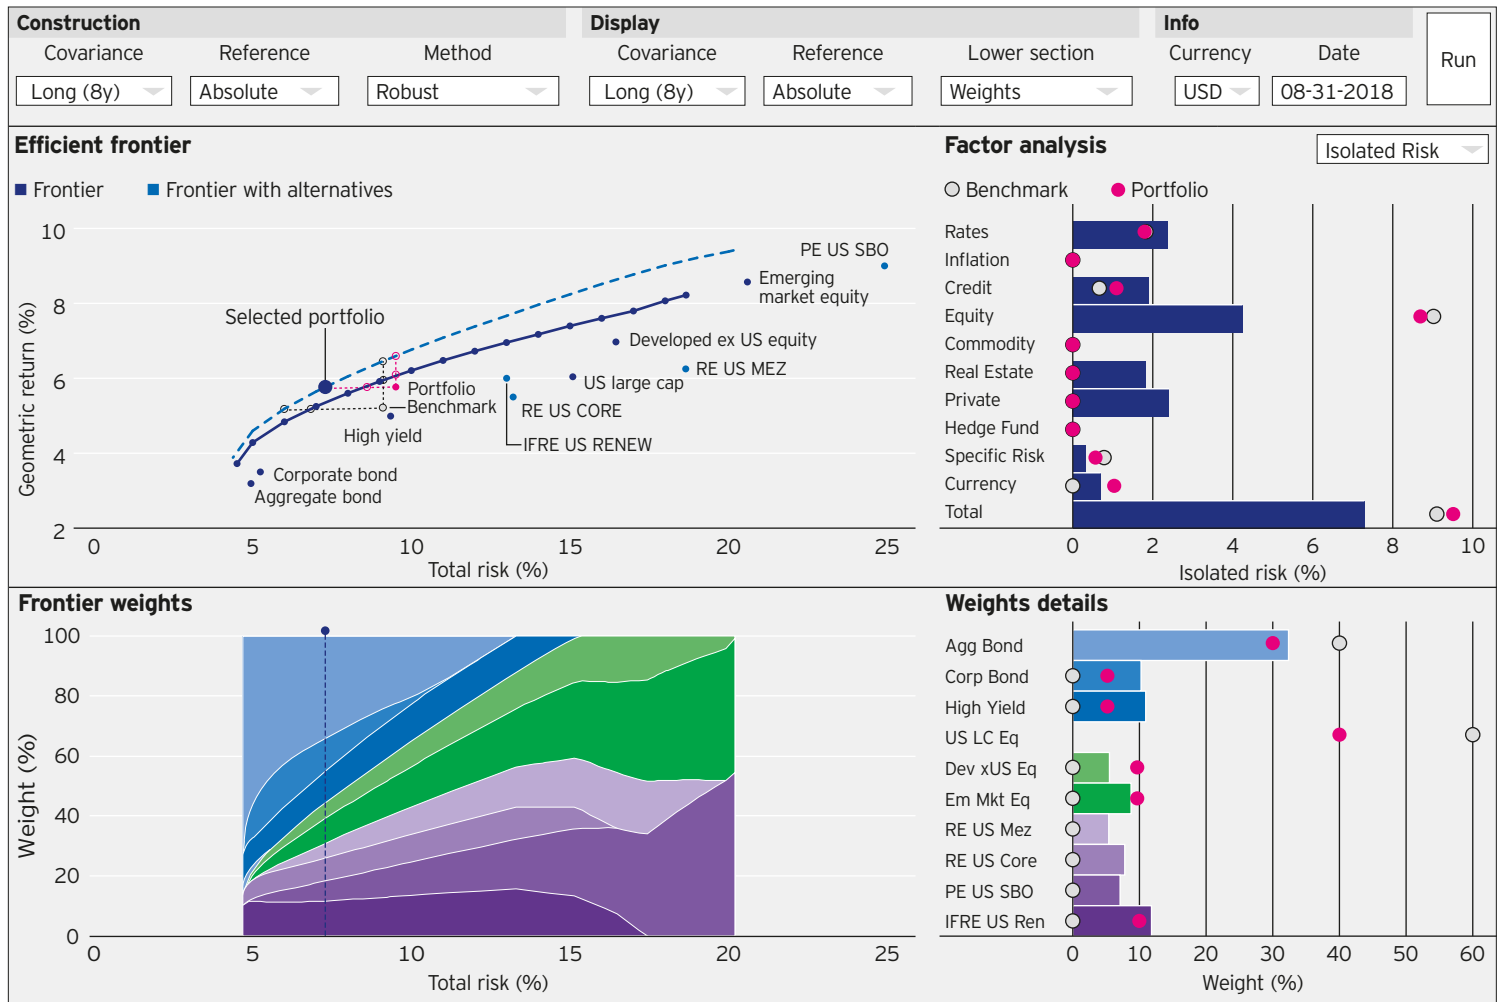 Construction
Display
Info
Covariance Reference Method
Covariance Reference Lower section
Currency Date
Run
Long (8y) Absolute Robust
Long (8y) Absolute Weights
USD 08-31-2018
Efficient frontier
Frontier Frontier with alternatives
Geometric return (%)
10
8
6
4
2
0 5 10 15 20 25
Total risk (%)
PE US SBO
Emerging
market equity
Selected portfolio
Developed ex US equity
RE US MEZ
US large cap
Portfolio
Benchmark
RE US CORE
High yield
IFRE US RENEW
Corporate bond
Aggregate bond
Factor analysis
Isolated Risk
Benchmark Portfolio
Rates
Inflation
Credit
Equity
Commodity
Real Estate
Private
Hedge Fund
Specific Risk
Currency
Total
0 2 4 6 8 10
Isolated risk (%)
Frontier weights
Weight (%)
100
80
60
40
20
0
0 5 10 15 20 25
Total risk (%)
Weights details
Agg Bond
Corp Bond
High Yield
US LC Eq
Dev xUS Eq
Em Mkt Eq
RE US Mez
RE US Core
PE US SBO
IFRE US Ren
0 10 20 30 40 50 60
Weight (%)